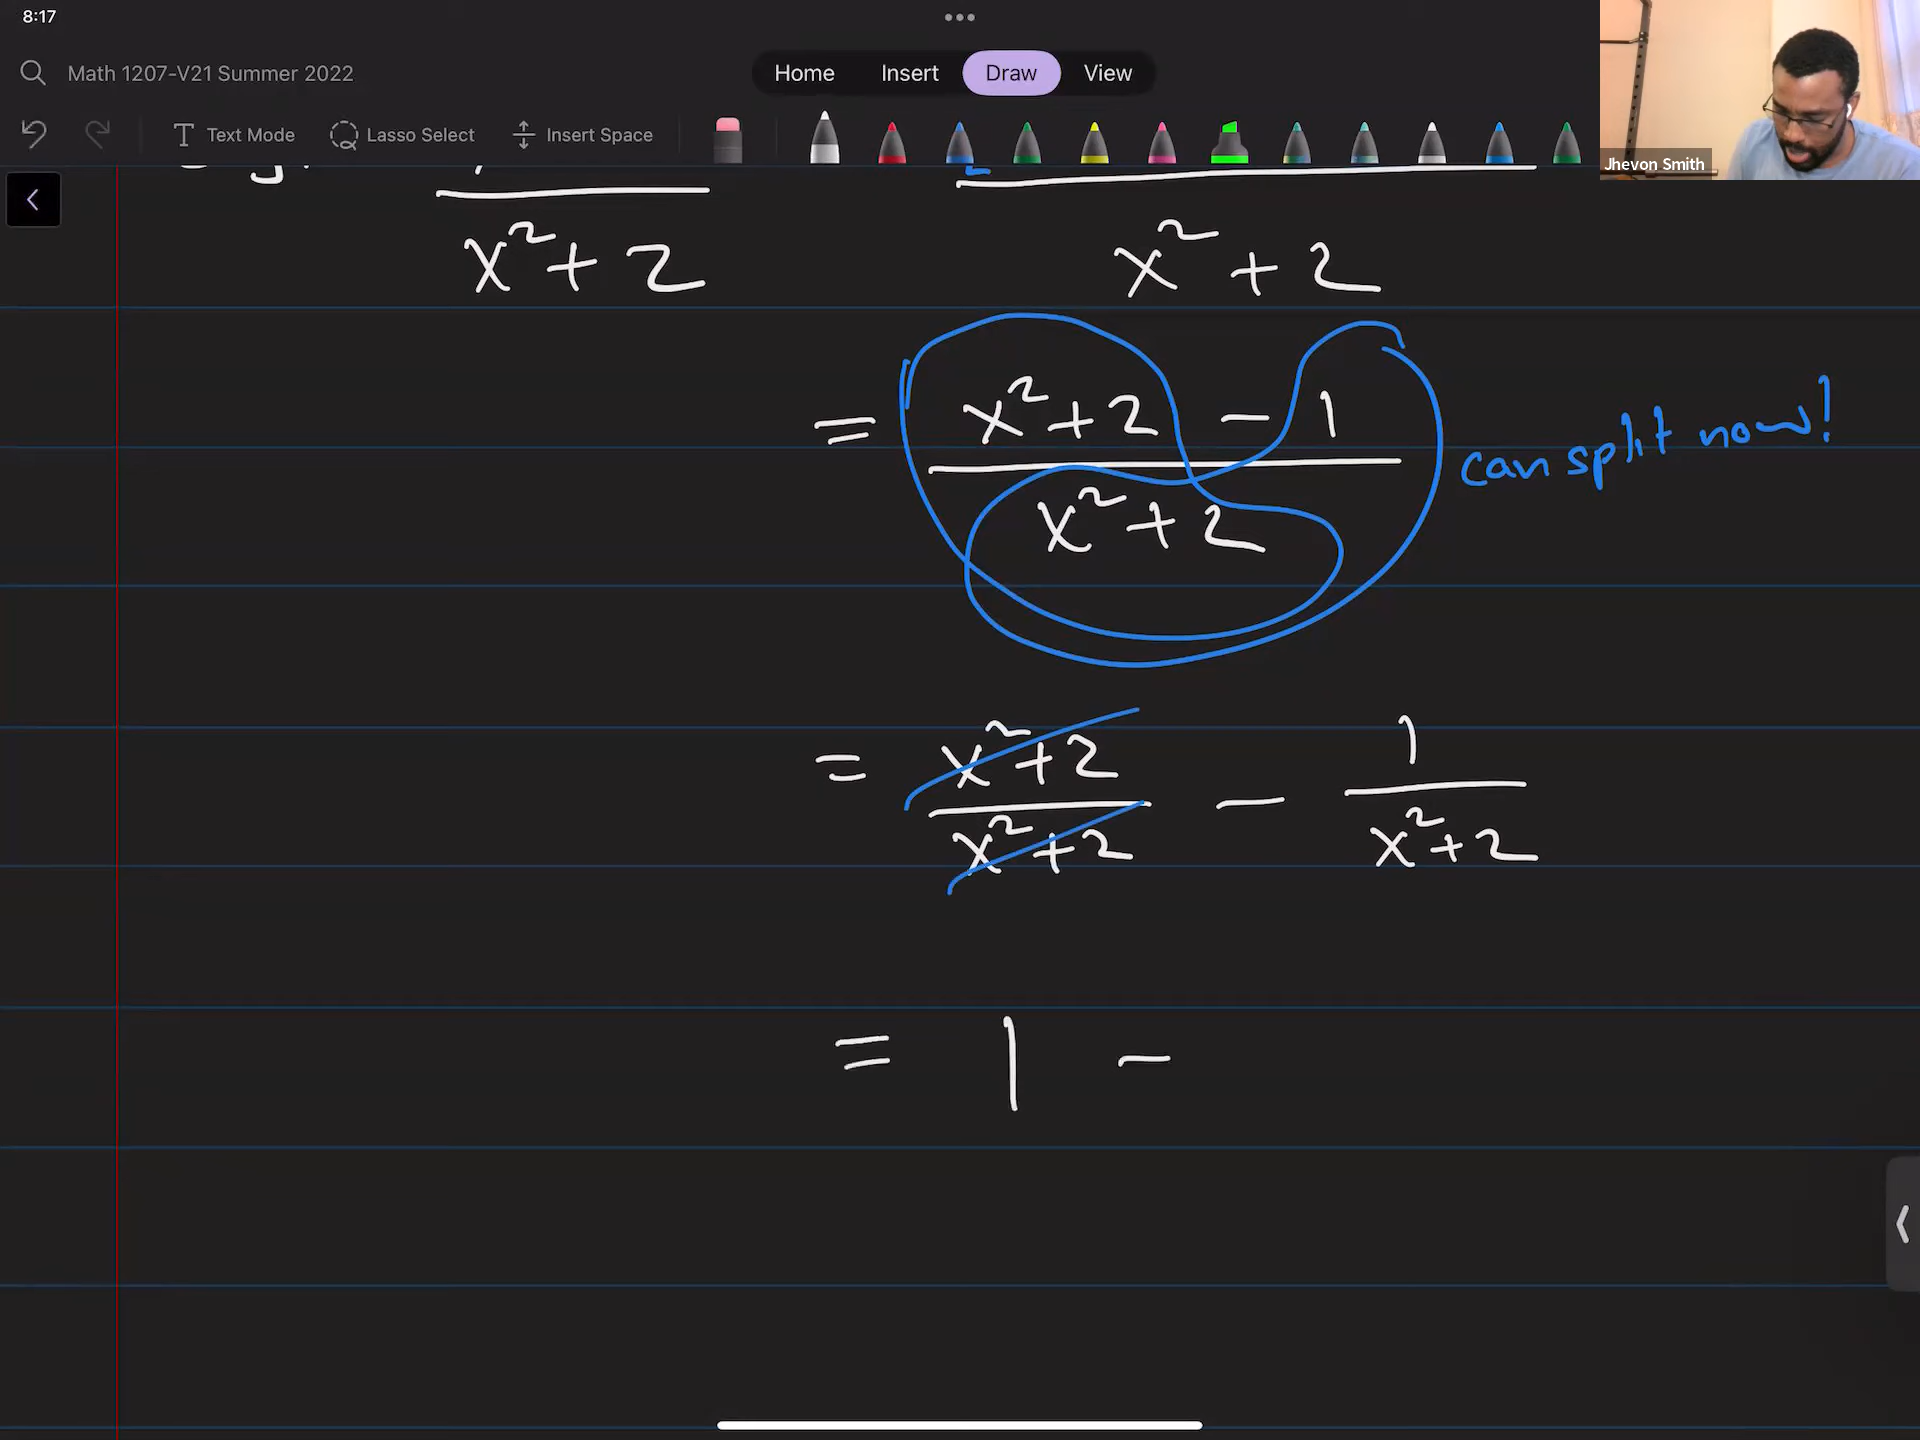 8:17
Math 1207-V21 Summer 2022
Home Insert Draw View
Text Mode Lasso Select Insert Space
Jhevon Smith
x²+2 x²+2
= (x²+2 - 1)/(x²+2) can split now!
= (x²+2)/(x²+2) - 1/(x²+2)
= 1 -